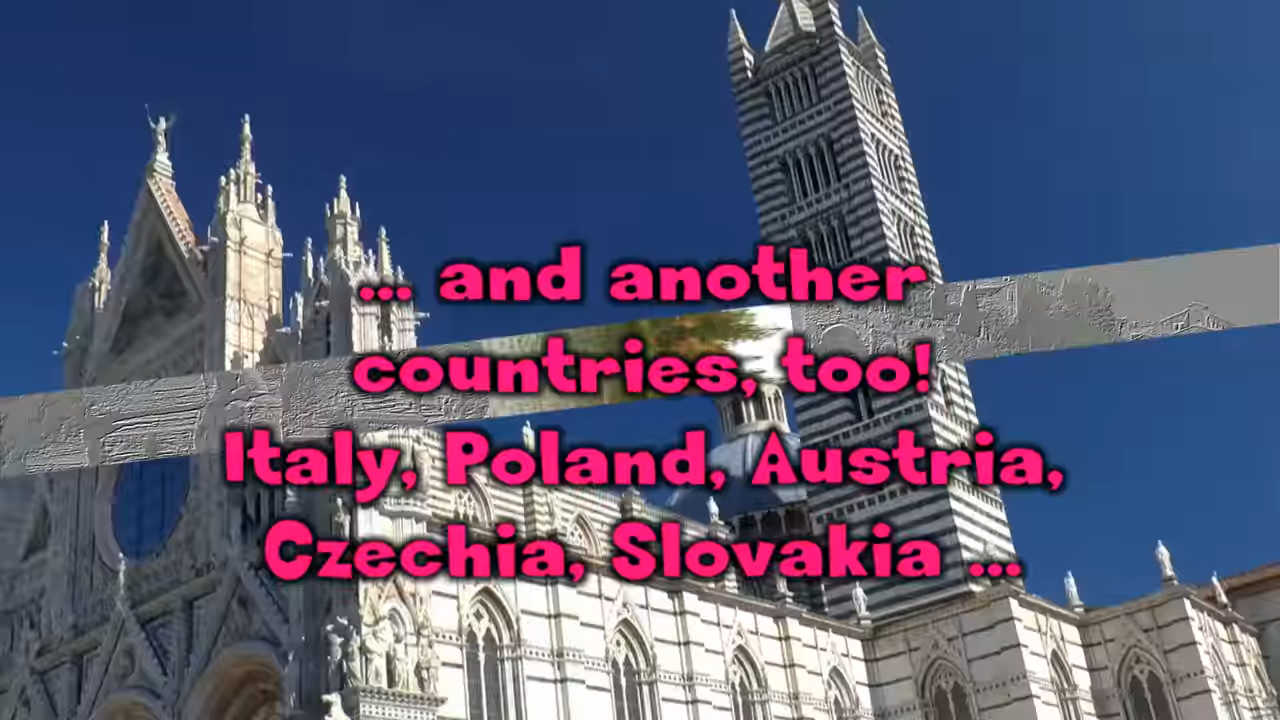 ... and another
countries, too!
Italy, Poland, Austria,
Czechia, Slovakia ...